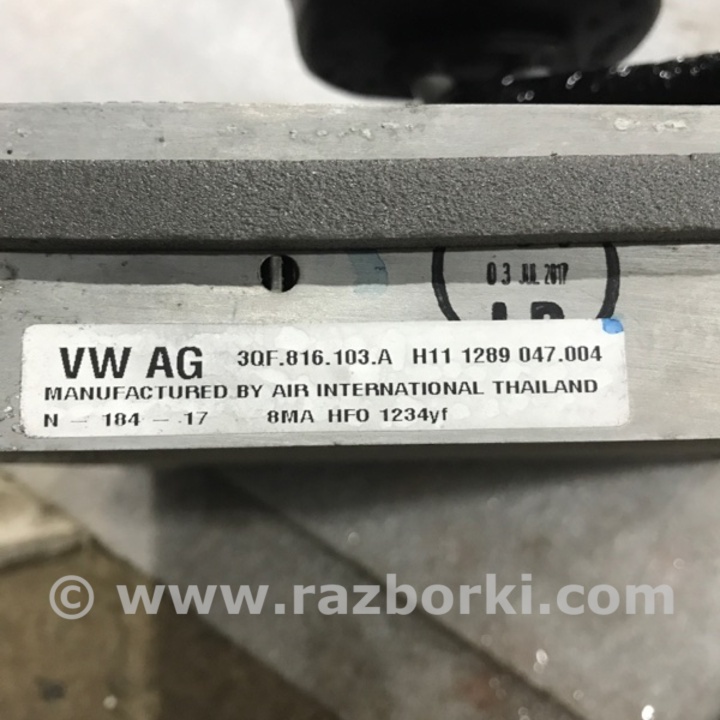 03 JUL 2017
VW AG 3QF.816.103.A H11 1289 047.004
MANUFACTURED BY AIR INTERNATIONAL THAILAND
N - 184 - 17 8MA HFO 1234yf
© www.razborki.com